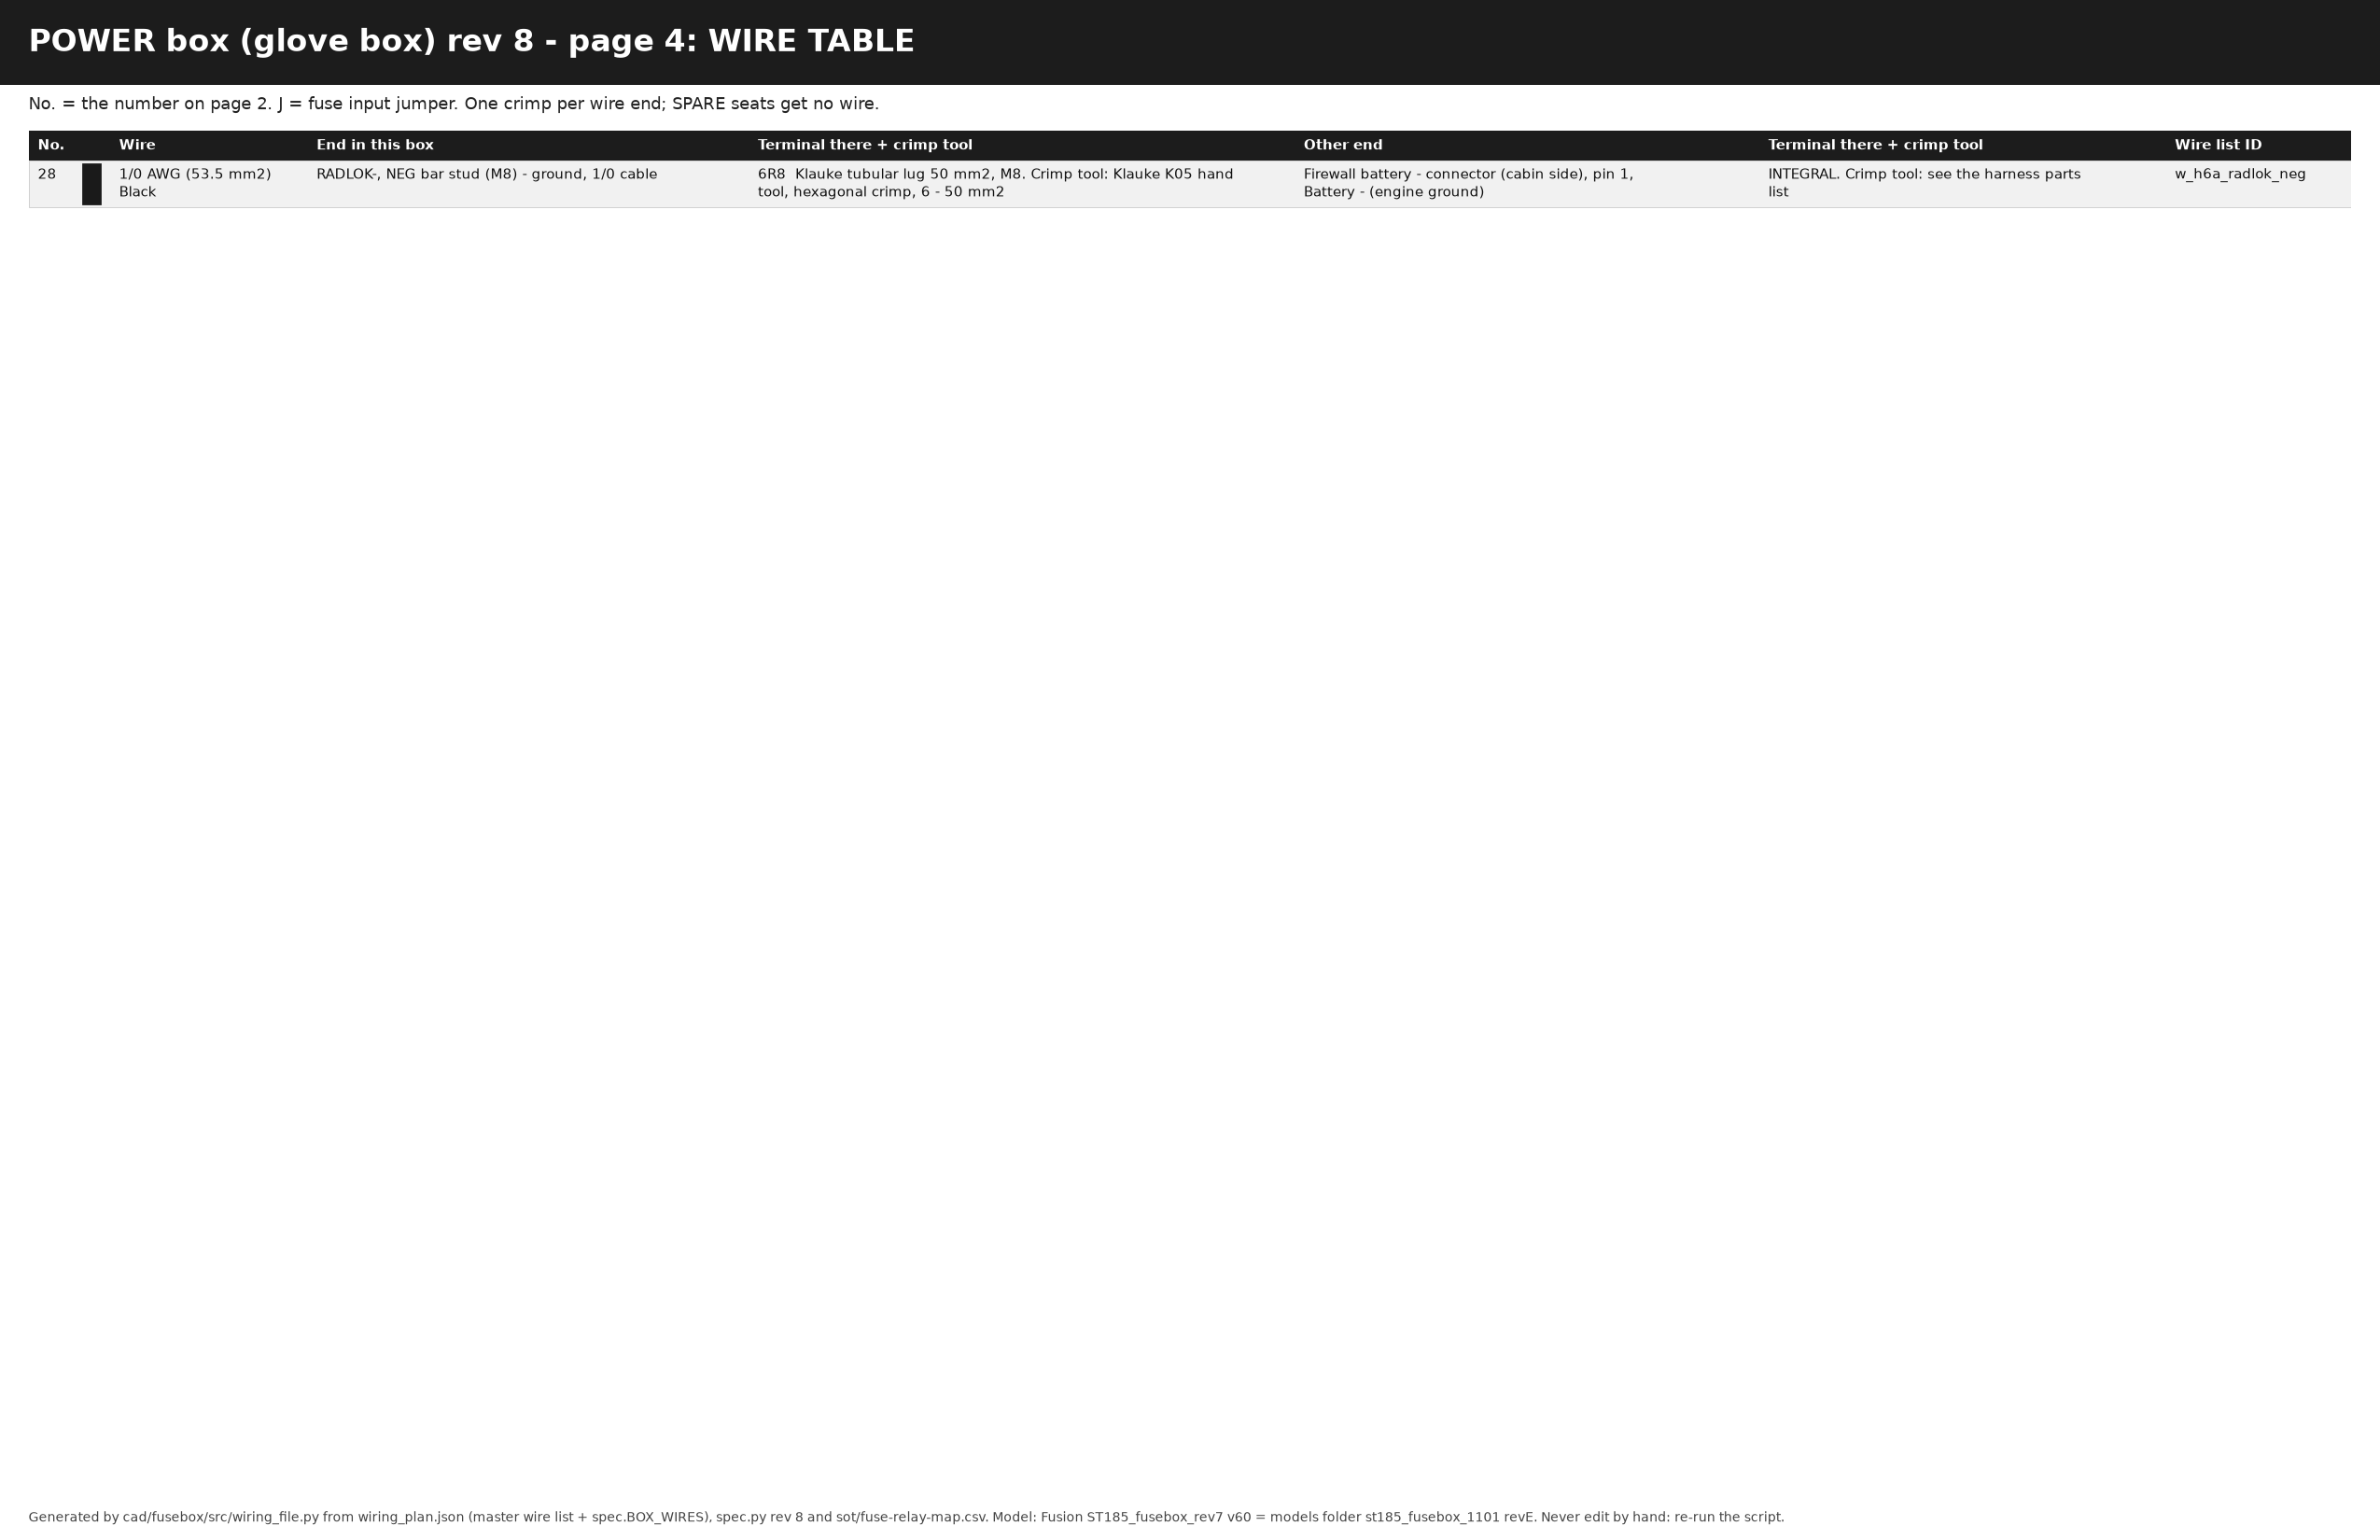 POWER box (glove box) rev 8 - page 4: WIRE TABLE
No. = the number on page 2. J = fuse input jumper. One crimp per wire end; SPARE seats get no wire.
No. Wire End in this box Terminal there + crimp tool Other end Terminal there + crimp tool Wire list ID
28 1/0 AWG (53.5 mm2) RADLOK-, NEG bar stud (M8) - ground, 1/0 cable 6R8  Klauke tubular lug 50 mm2, M8. Crimp tool: Klauke K05 hand Firewall battery - connector (cabin side), pin 1, INTEGRAL. Crimp tool: see the harness parts w_h6a_radlok_neg
Black tool, hexagonal crimp, 6 - 50 mm2 Battery - (engine ground) list
Generated by cad/fusebox/src/wiring_file.py from wiring_plan.json (master wire list + spec.BOX_WIRES), spec.py rev 8 and sot/fuse-relay-map.csv. Model: Fusion ST185_fusebox_rev7 v60 = models folder st185_fusebox_1101 revE. Never edit by hand: re-run the script.